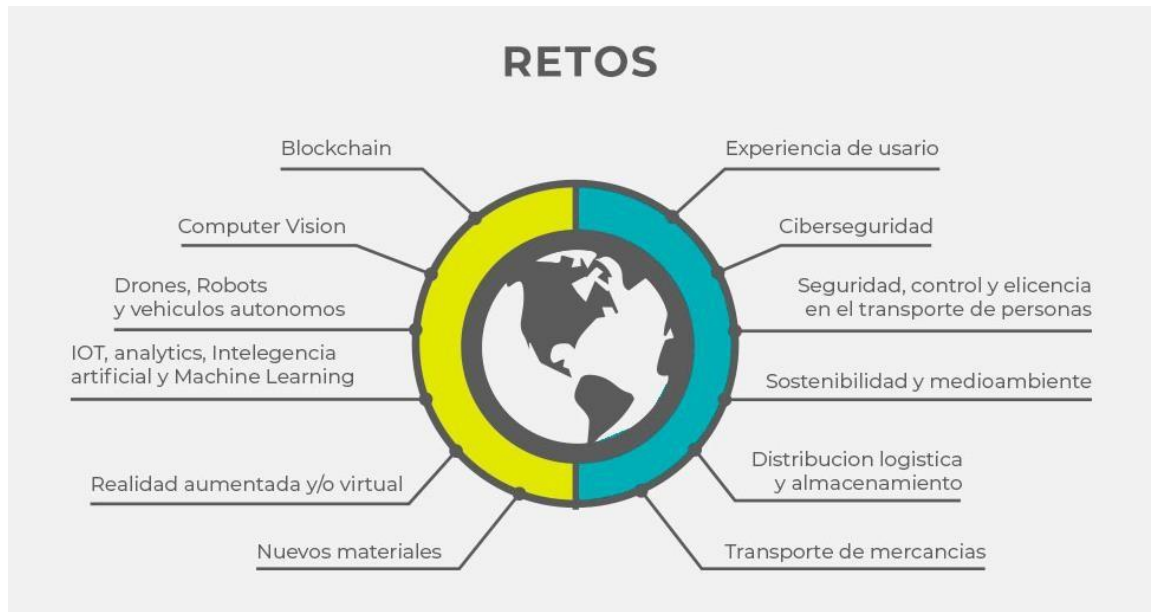 RETOS
Blockchain
Computer Vision
Drones, Robots
y vehiculos autonomos
IOT, analytics, Intelegencia
artificial y Machine Learning
Realidad aumentada y/o virtual
Nuevos materiales
Experiencia de usario
Ciberseguridad
Seguridad, control y elicencia
en el transporte de personas
Sostenibilidad y medioambiente
Distribucion logistica
y almacenamiento
Transporte de mercancias